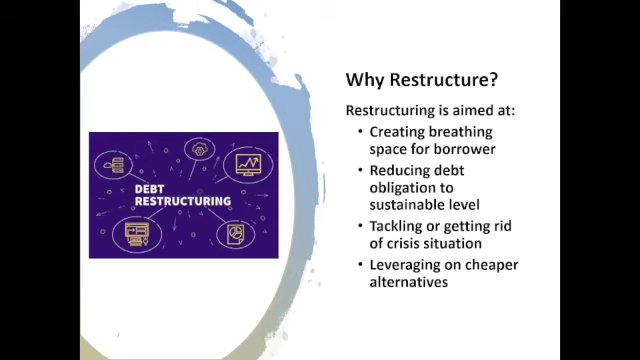 Why Restructure?
Restructuring is aimed at:
• Creating breathing
space for borrower
• Reducing debt
obligation to
sustainable level
• Tackling or getting rid
of crisis situation
• Leveraging on cheaper
alternatives
DEBT
RESTRUCTURING